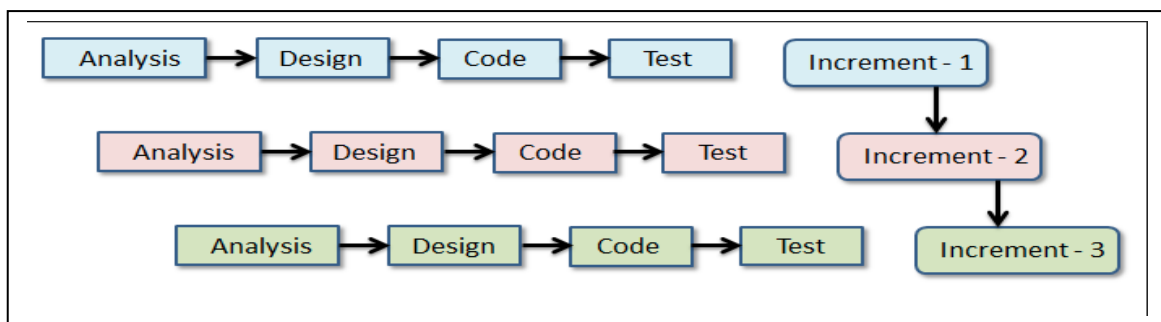 Analysis Design Code Test Increment - 1
Analysis Design Code Test Increment - 2
Analysis Design Code Test Increment - 3